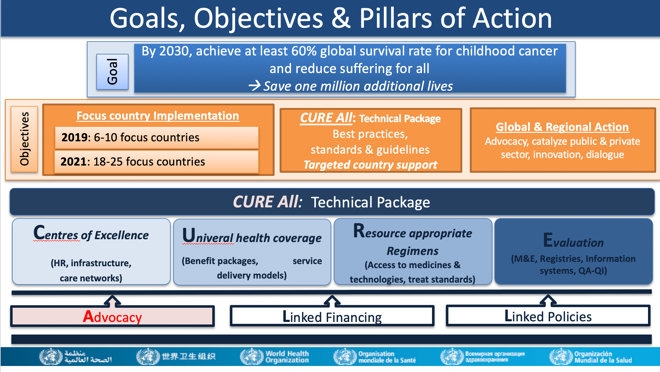 Goals, Objectives & Pillars of Action
Goal
By 2030, achieve at least 60% global survival rate for childhood cancer
and reduce suffering for all
→ Save one million additional lives
Objectives
Focus country Implementation
2019: 6-10 focus countries
2021: 18-25 focus countries
CURE All: Technical Package
Best practices,
standards & guidelines
Targeted country support
Global & Regional Action
Advocacy, catalyze public & private
sector, innovation, dialogue
CURE All: Technical Package
Centres of Excellence
(HR, infrastructure,
care networks)
Univeral health coverage
(Benefit packages, service
delivery models)
Resource appropriate
Regimens
(Access to medicines &
technologies, treat standards)
Evaluation
(M&E, Registries, Information
systems, QA-QI)
Advocacy
Linked Financing
Linked Policies
منظمة
الصحة العالمية
世界卫生组织
World Health
Organization
Organisation
mondiale de la Santé
Всемирная организация
здравоохранения
Organización
Mundial de la Salud